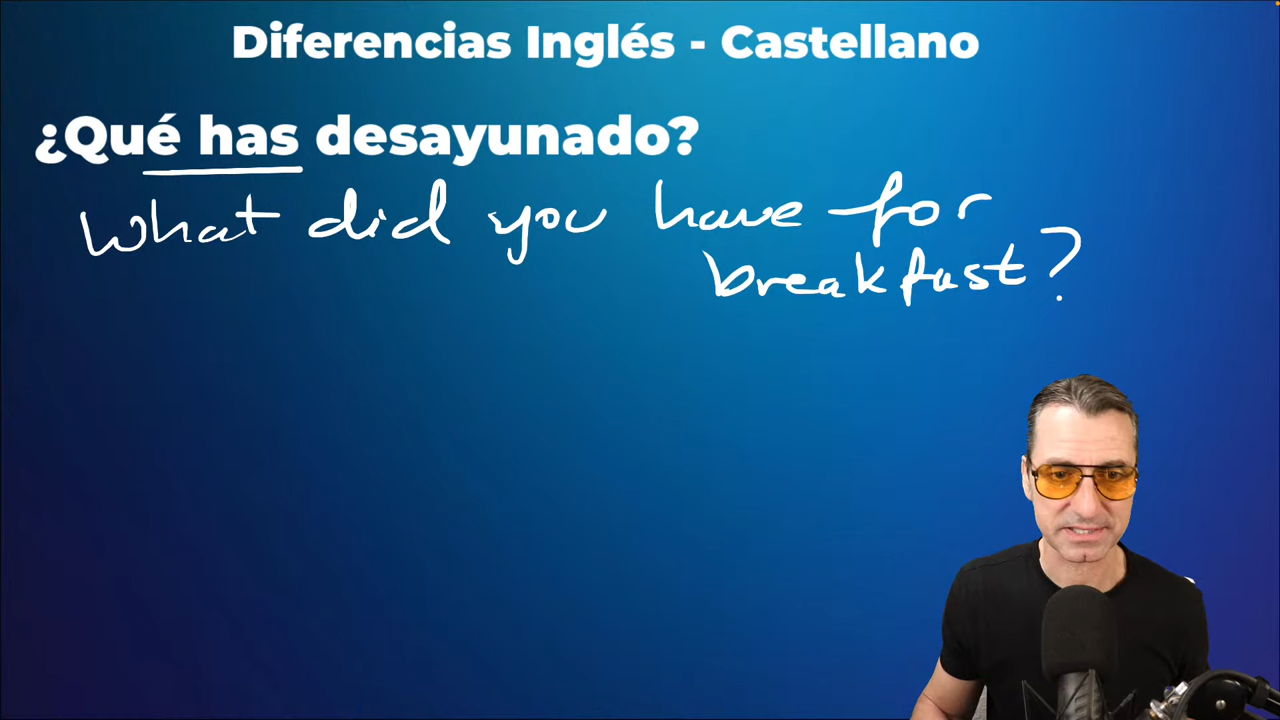 Diferencias Inglés - Castellano
¿Qué has desayunado?
What did you have for
breakfast?